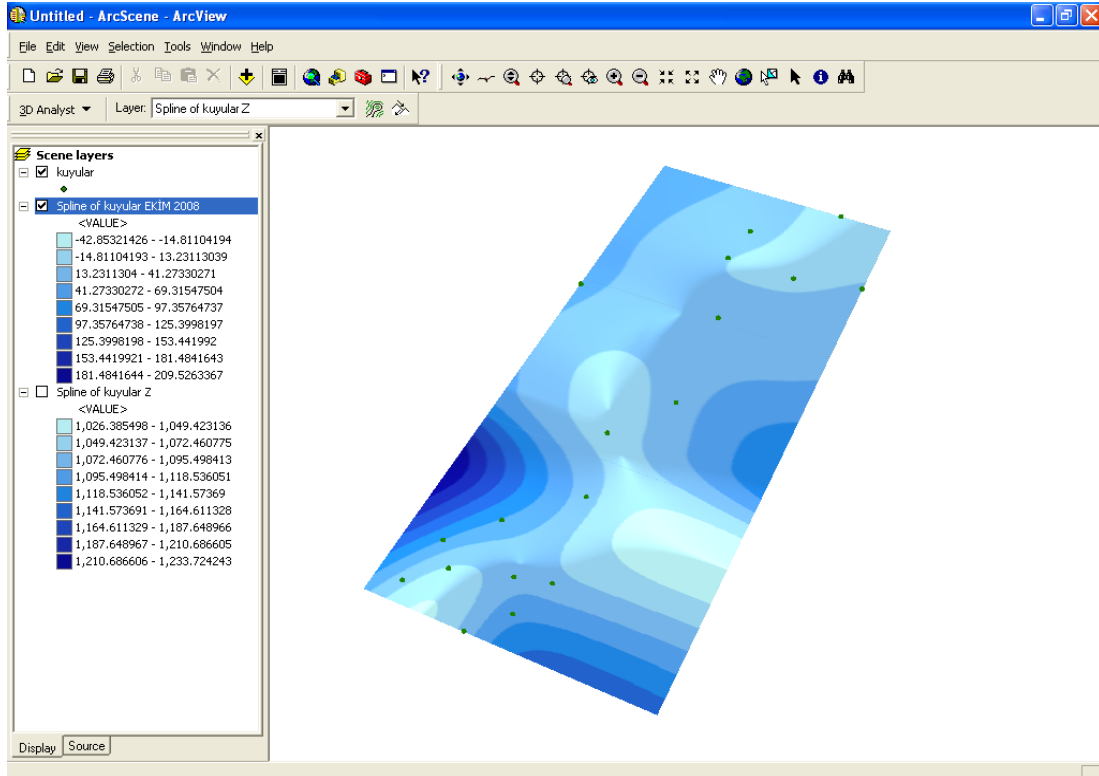 Untitled - ArcScene - ArcView
File Edit View Selection Tools Window Help
3D Analyst Layer: Spline of kuyular Z
Scene layers
kuyular
Spline of kuyular EKİM 2008
<VALUE>
-42.85321426 - -14.81104194
-14.81104193 - 13.23113039
13.2311304 - 41.27330271
41.27330272 - 69.31547504
69.31547505 - 97.35764737
97.35764738 - 125.3998197
125.3998198 - 153.441992
153.4419921 - 181.4841643
181.4841644 - 209.5263367
Spline of kuyular Z
<VALUE>
1,026.385498 - 1,049.423136
1,049.423137 - 1,072.460775
1,072.460776 - 1,095.498413
1,095.498414 - 1,118.536051
1,118.536052 - 1,141.57369
1,141.573691 - 1,164.611328
1,164.611329 - 1,187.648966
1,187.648967 - 1,210.686605
1,210.686606 - 1,233.724243
Display Source